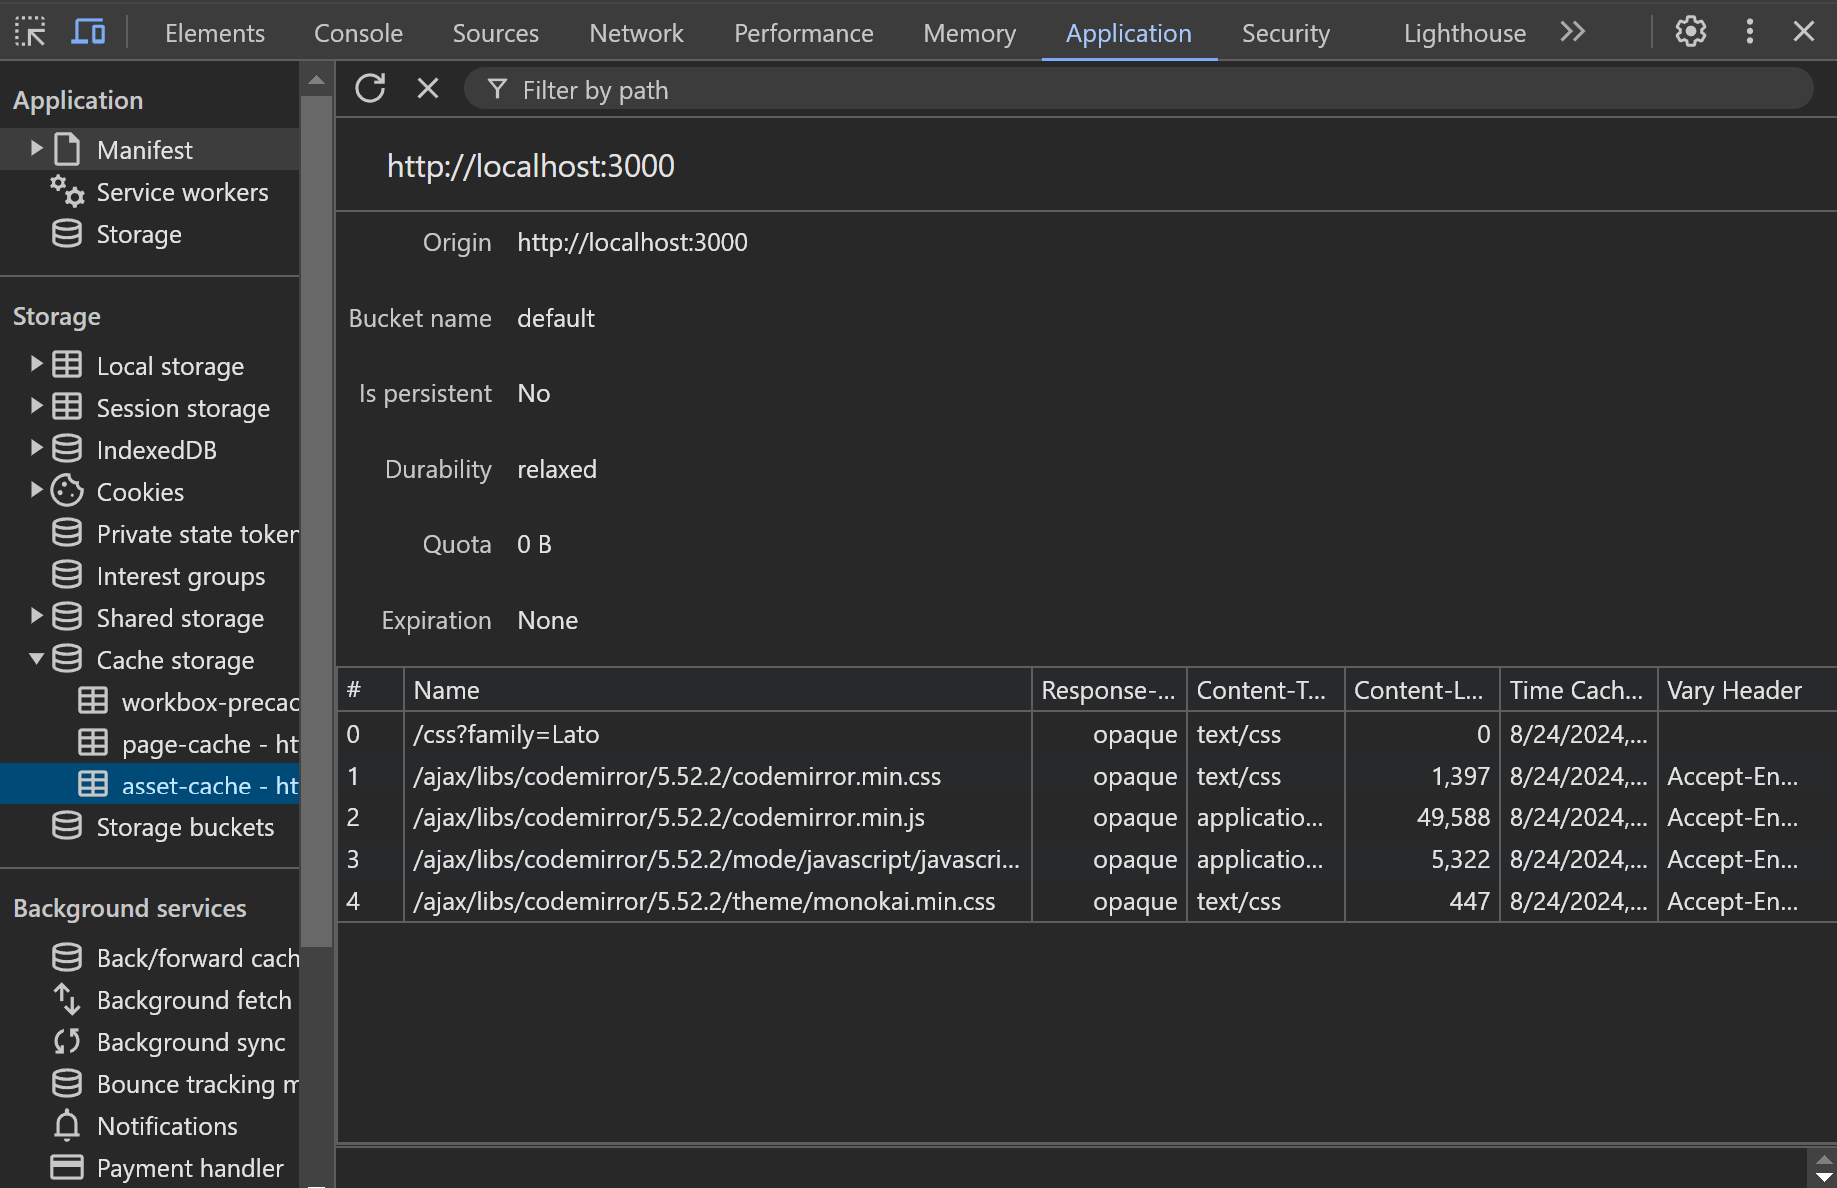 Elements Console Sources Network Performance Memory Application Security Lighthouse
Filter by path
Application
Manifest
Service workers
Storage
Storage
Local storage
Session storage
IndexedDB
Cookies
Private state token
Interest groups
Shared storage
Cache storage
workbox-precac
page-cache - ht
asset-cache - ht
Storage buckets
Background services
Back/forward cach
Background fetch
Background sync
Bounce tracking m
Notifications
Payment handler
http://localhost:3000
Origin http://localhost:3000
Bucket name default
Is persistent No
Durability relaxed
Quota 0 B
Expiration None
# Name Response-... Content-T... Content-L... Time Cach... Vary Header
0 /css?family=Lato opaque text/css 0 8/24/2024,...
1 /ajax/libs/codemirror/5.52.2/codemirror.min.css opaque text/css 1,397 8/24/2024,... Accept-En...
2 /ajax/libs/codemirror/5.52.2/codemirror.min.js opaque applicatio... 49,588 8/24/2024,... Accept-En...
3 /ajax/libs/codemirror/5.52.2/mode/javascript/javascri... opaque applicatio... 5,322 8/24/2024,... Accept-En...
4 /ajax/libs/codemirror/5.52.2/theme/monokai.min.css opaque text/css 447 8/24/2024,... Accept-En...